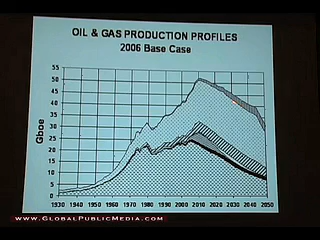 OIL & GAS PRODUCTION PROFILES
2006 Base Case
55
50
45
40
35
30
25
20
15
10
5
0
Gboe
1930 1940 1950 1960 1970 1980 1990 2000 2010 2020 2030 2040 2050
WWW.GLOBALPUBLICMEDIA.COM